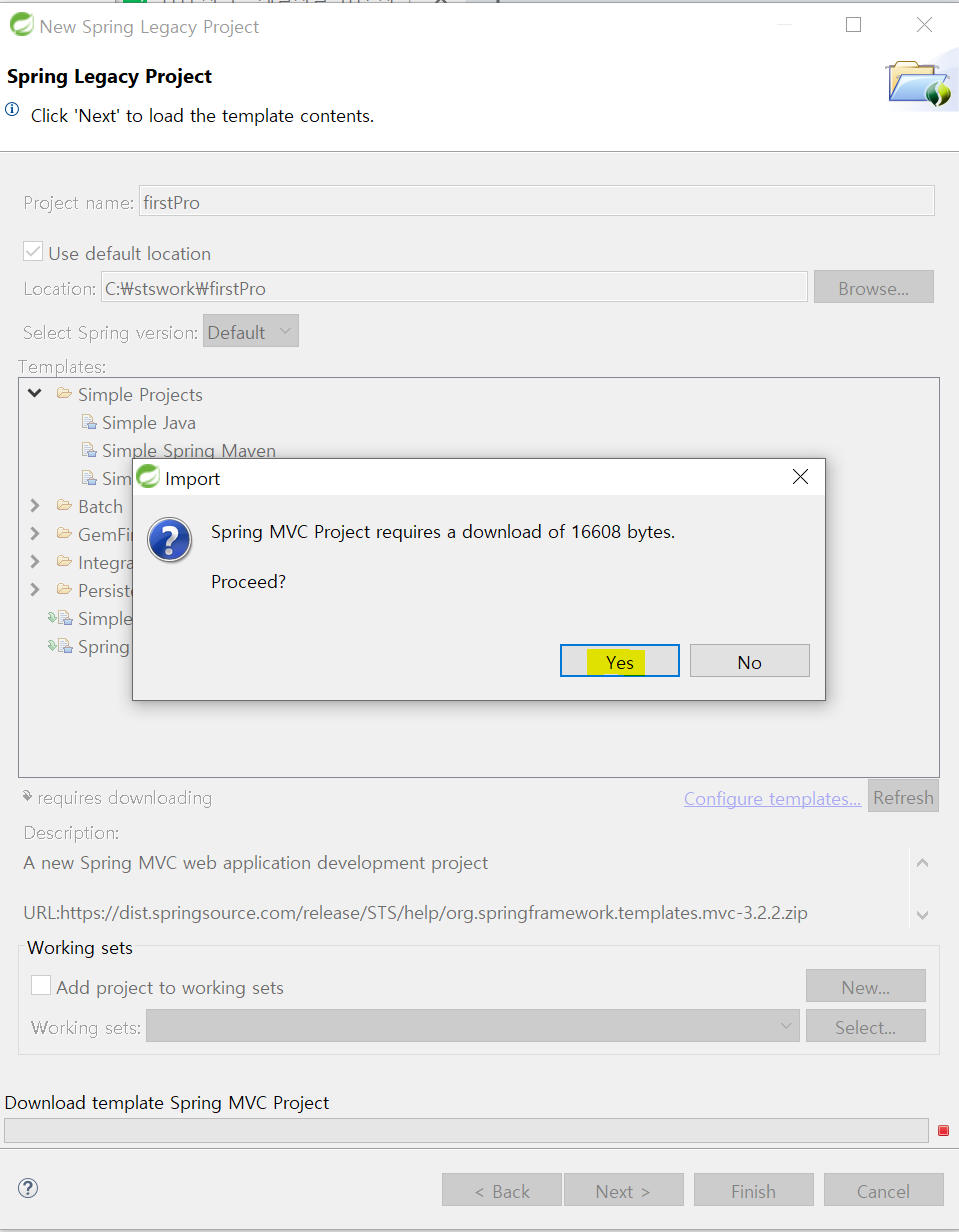 New Spring Legacy Project
Spring Legacy Project
Click 'Next' to load the template contents.
Project name: firstPro
Use default location
Location: C:₩stswork₩firstPro Browse...
Select Spring version: Default
Templates:
Simple Projects
Simple Java
Simple Spring Maven
Sim
Batch
GemFi
Integra
Persist
Simple
Spring
Import
Spring MVC Project requires a download of 16608 bytes.
Proceed?
Yes No
requires downloading Configure templates... Refresh
Description:
A new Spring MVC web application development project
URL:https://dist.springsource.com/release/STS/help/org.springframework.templates.mvc-3.2.2.zip
Working sets
Add project to working sets New...
Working sets: Select...
Download template Spring MVC Project
< Back Next > Finish Cancel